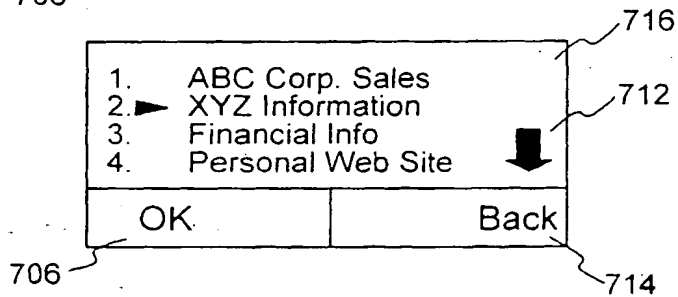 716
1. ABC Corp. Sales
2. XYZ Information
712
3. Financial Info
4. Personal Web Site
OK Back
706 714